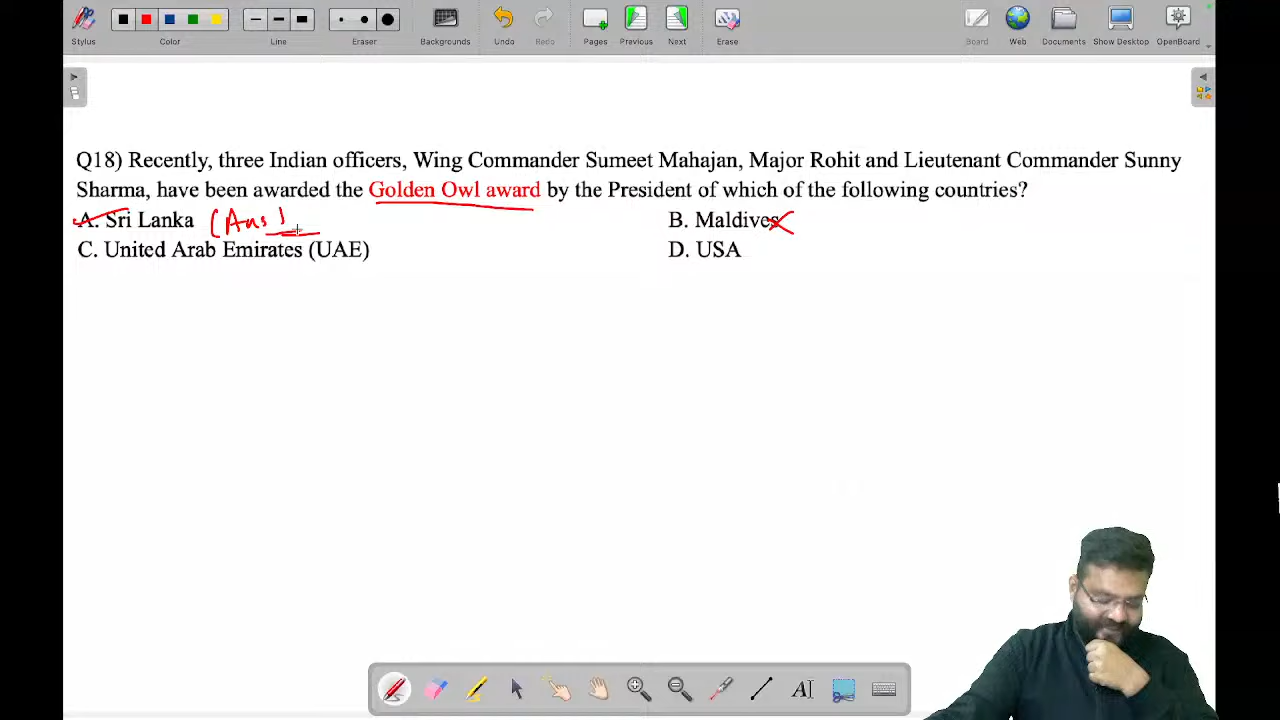 Stylus Color Line Eraser Backgrounds Undo Redo Pages Previous Next Erase Board Web Documents Show Desktop OpenBoard
Q18) Recently, three Indian officers, Wing Commander Sumeet Mahajan, Major Rohit and Lieutenant Commander Sunny
Sharma, have been awarded the Golden Owl award by the President of which of the following countries?
A. Sri Lanka (Ans) B. Maldives
C. United Arab Emirates (UAE) D. USA